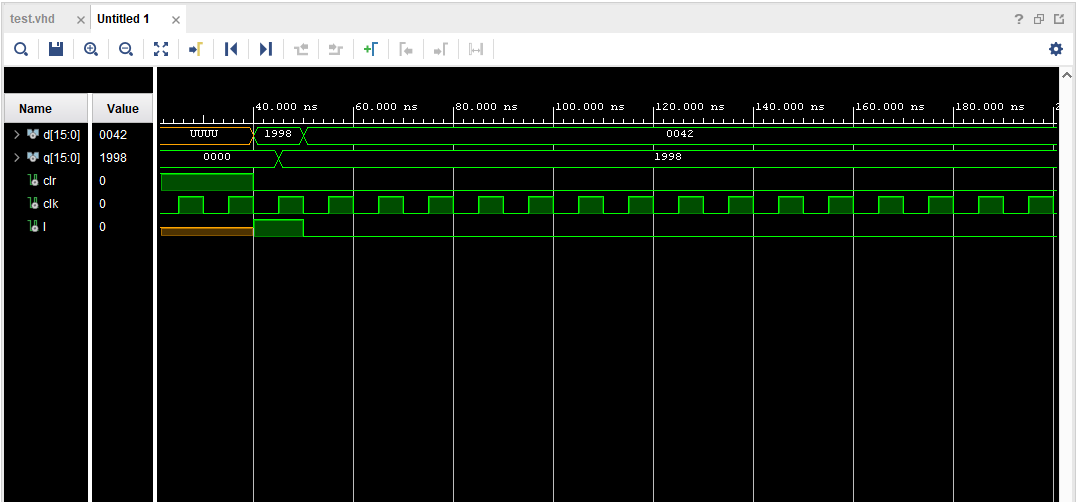 test.vhd × Untitled 1 ×
?
Name Value
40.000 ns 60.000 ns 80.000 ns 100.000 ns 120.000 ns 140.000 ns 160.000 ns 180.000 ns 2
d[15:0] 0042 UUUU 1998 0042
q[15:0] 1998 0000 1998
clr 0
clk 0
l 0